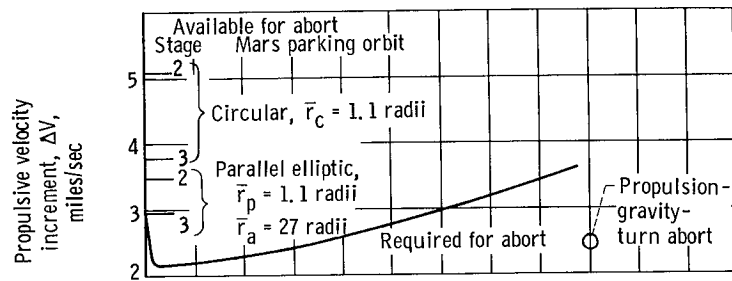 Available for abort
Stage Mars parking orbit
2
5
Circular, r̅c = 1.1 radii
4
3
Parallel elliptic,
2
r̅p = 1.1 radii
3
3
r̅a = 27 radii
Required for abort
2
Propulsion-
gravity-
turn abort
Propulsive velocity
increment, ΔV,
miles/sec